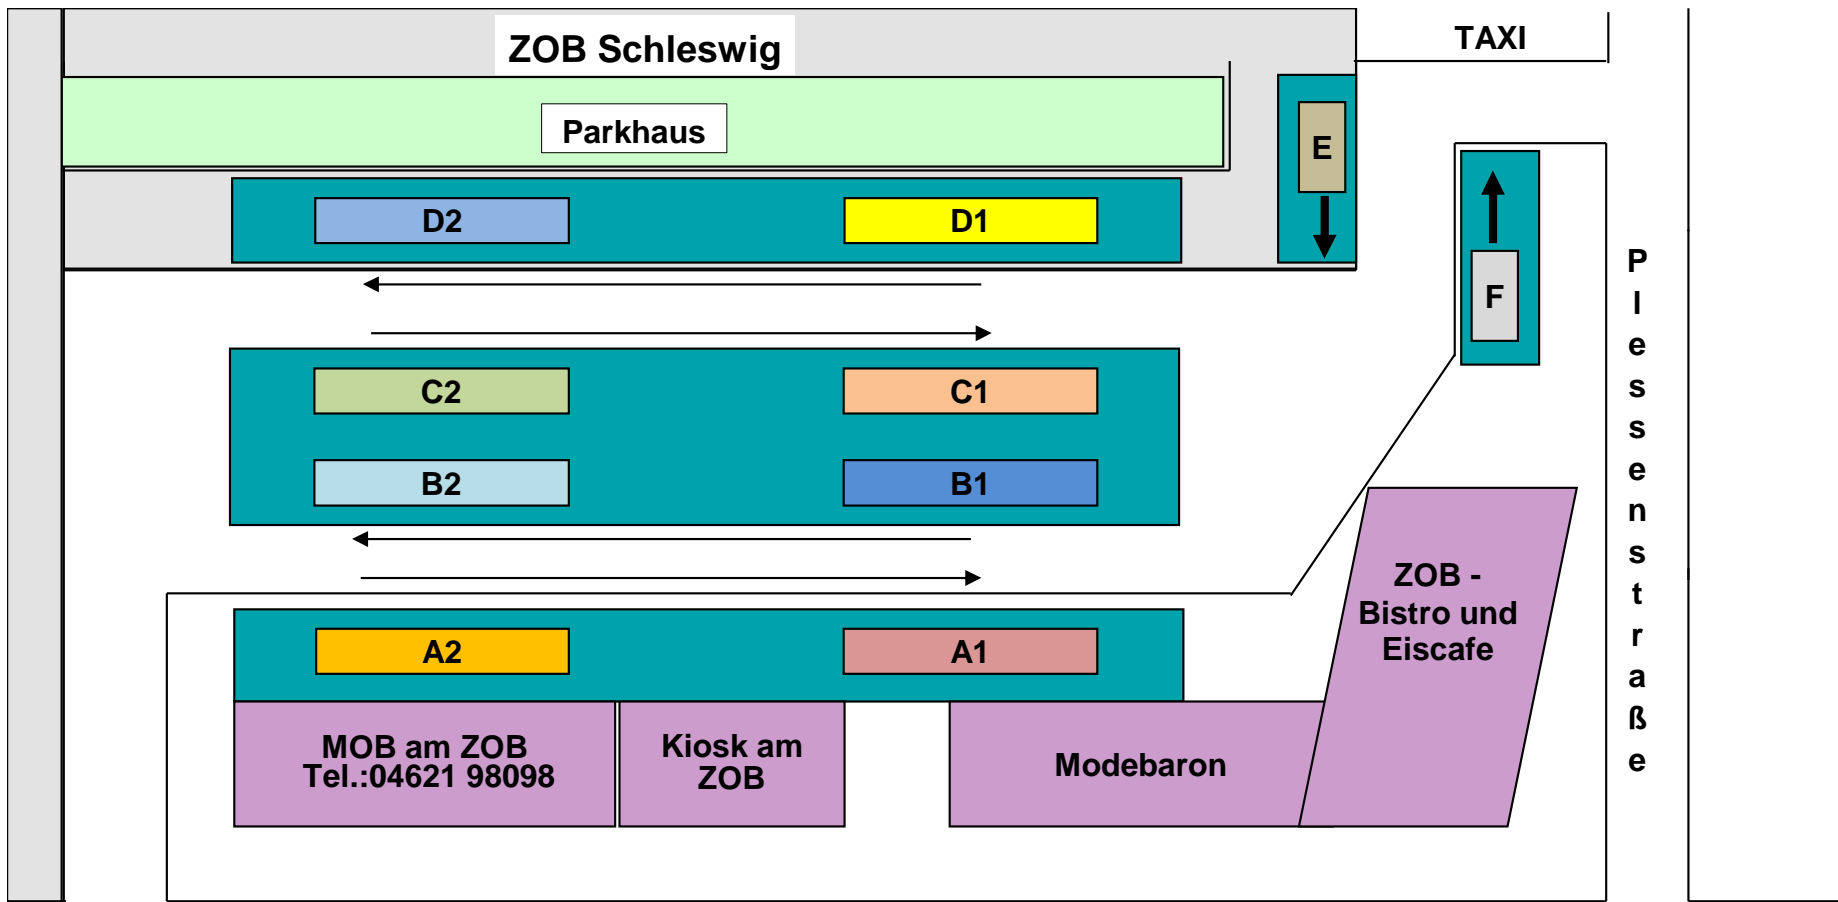 ZOB Schleswig
TAXI
Parkhaus
E
D2
D1
F
C2
C1
B2
B1
ZOB -
Bistro und
Eiscafe
A2
A1
MOB am ZOB
Tel.:04621 98098
Kiosk am
ZOB
Modebaron
Plessenstraße